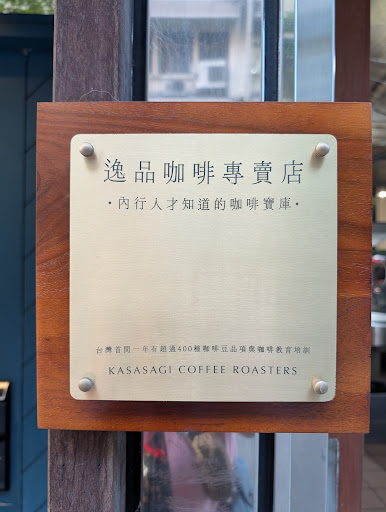 逸品咖啡專賣店
·內行人才知道的咖啡寶庫·
台灣首間一年有超過400種咖啡豆品項與咖啡教育培訓
KASASAGI COFFEE ROASTERS